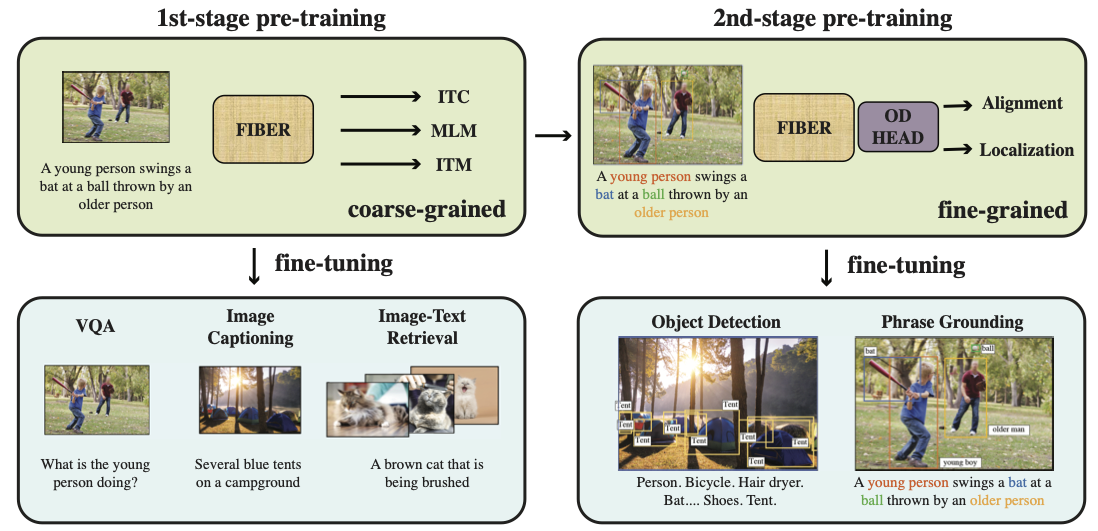 1st-stage pre-training
A young person swings a
bat at a ball thrown by an
older person
FIBER
ITC
MLM
ITM
coarse-grained
2nd-stage pre-training
A young person swings a
bat at a ball thrown by an
older person
FIBER
OD
HEAD
Alignment
Localization
fine-grained
fine-tuning
VQA
What is the young
person doing?
Image
Captioning
Several blue tents
on a campground
Image-Text
Retrieval
A brown cat that is
being brushed
fine-tuning
Object Detection
Tent
Tent
Tent
Tent
Tent
Tent
Tent
Tent
Tent
Person. Bicycle. Hair dryer.
Bat.... Shoes. Tent.
Phrase Grounding
bat
ball
older man
young boy
A young person swings a bat at a
ball thrown by an older person